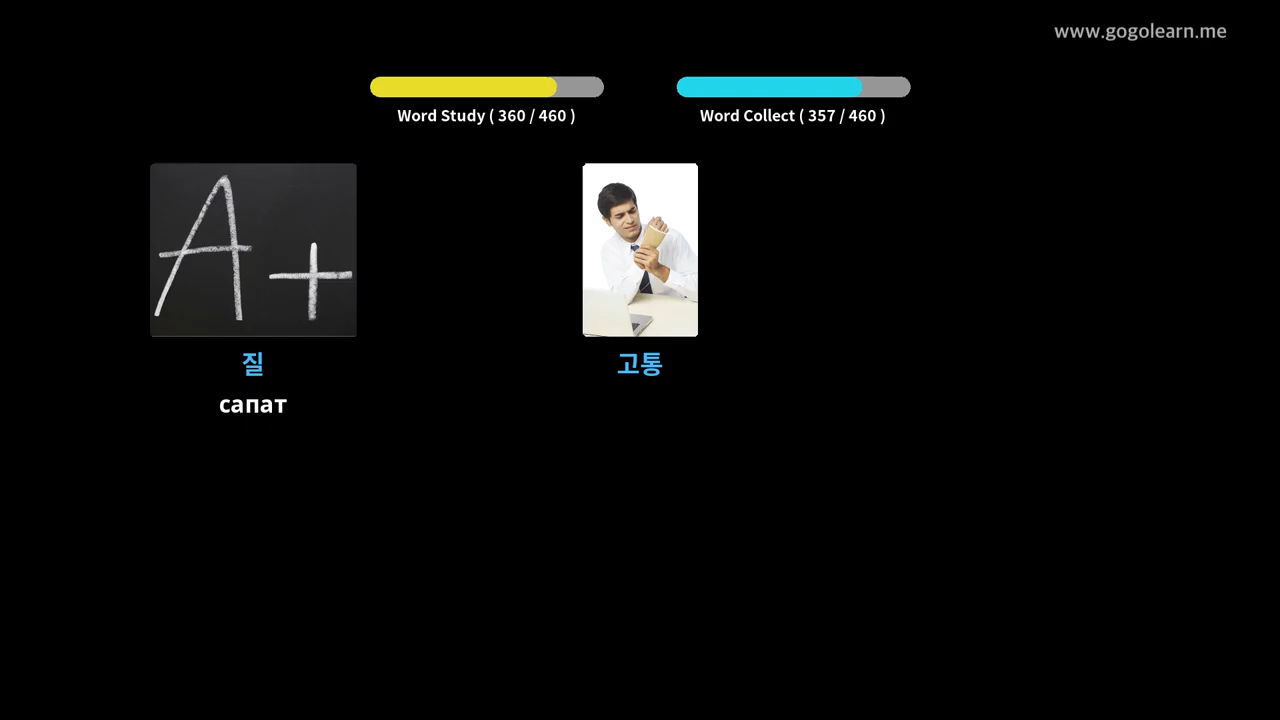 www.gogolearn.me
Word Study ( 360 / 460 )
Word Collect ( 357 / 460 )
A+
질
고통
сапат